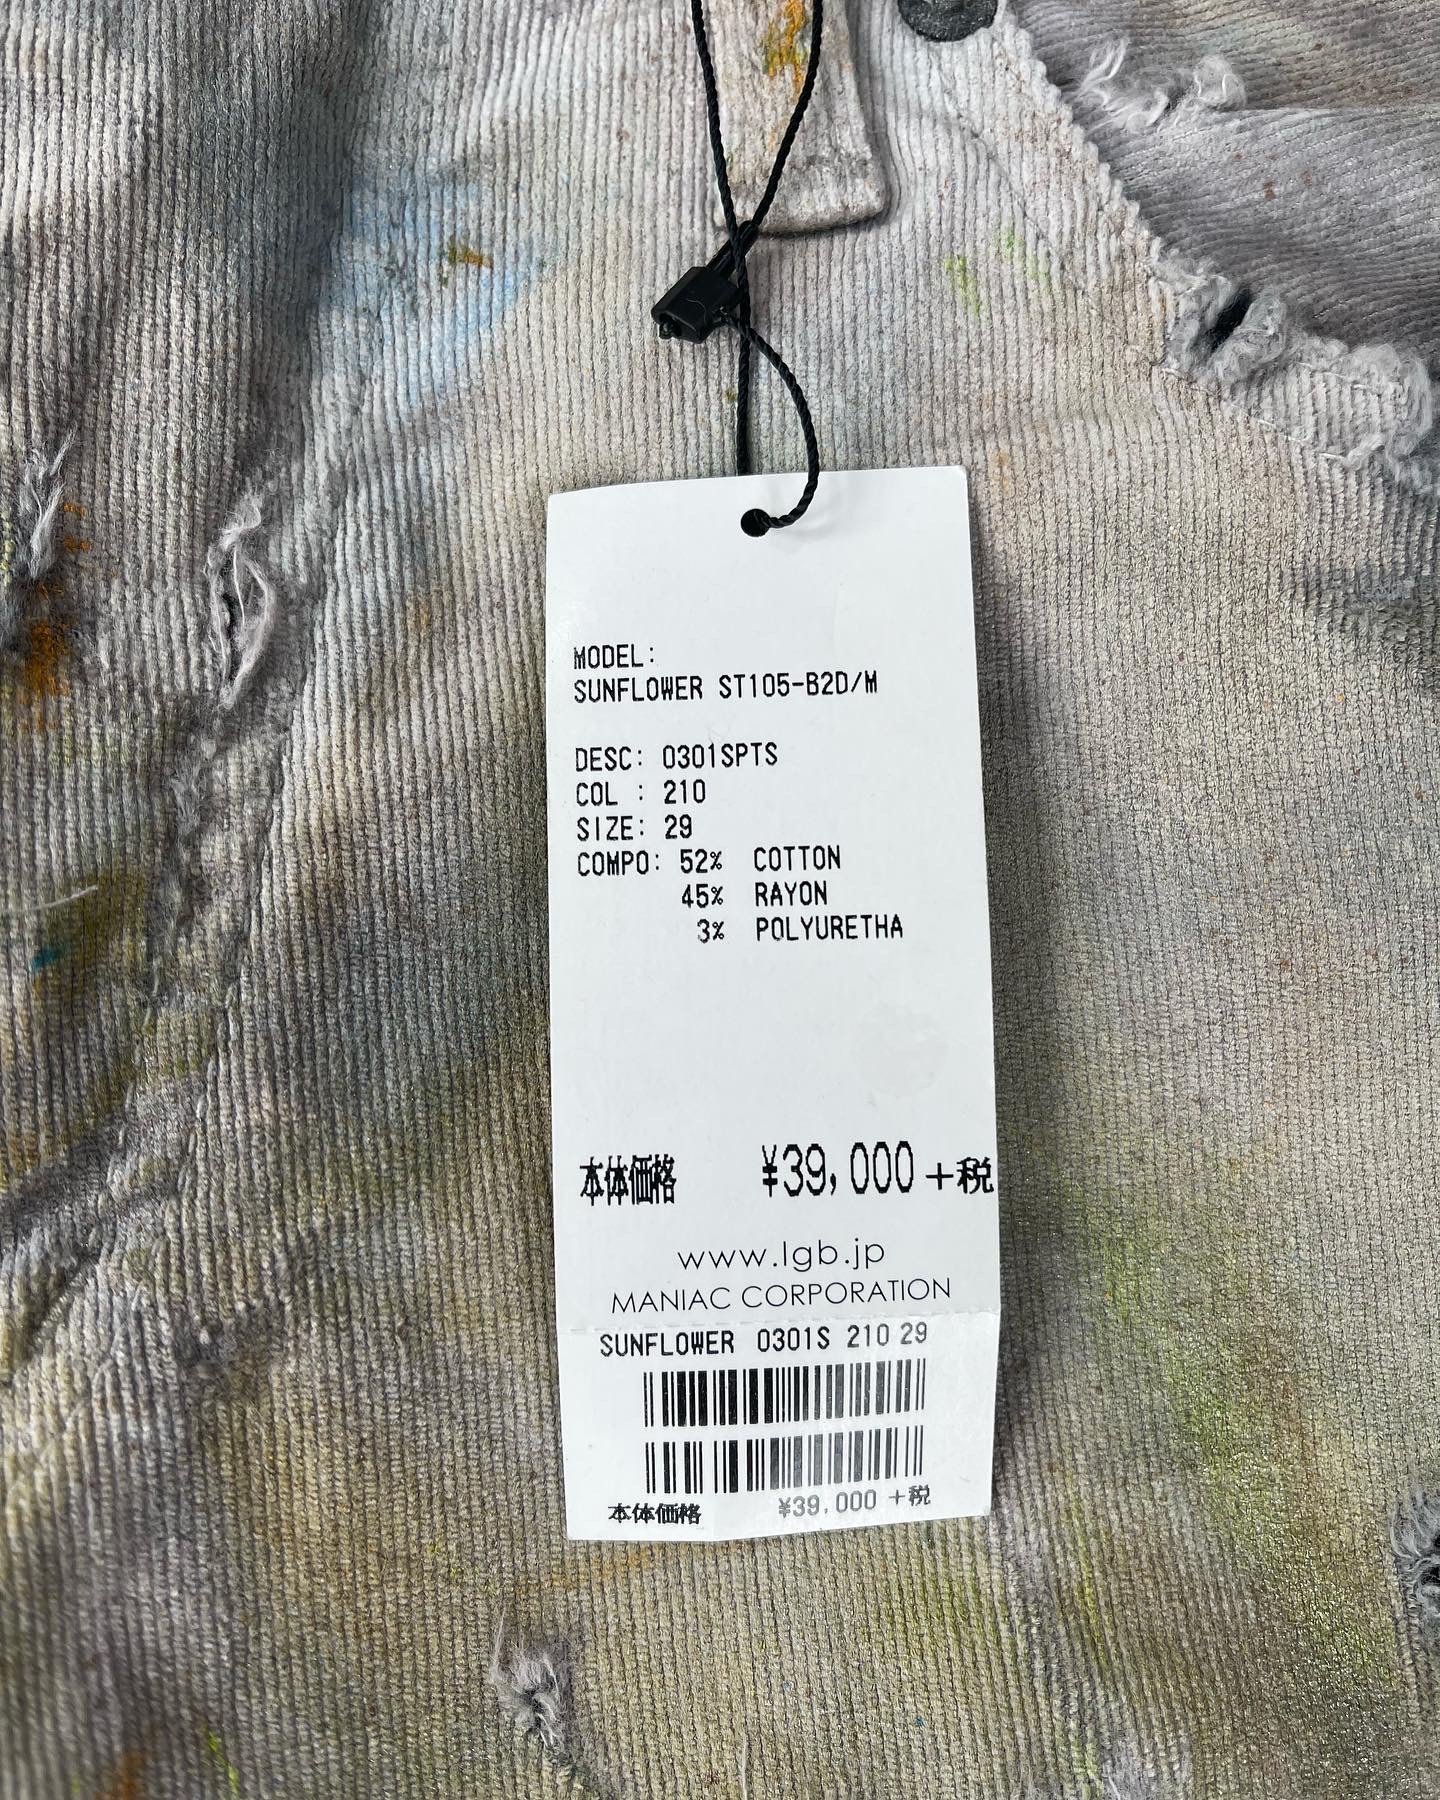 MODEL:
SUNFLOWER ST105-B2D/M
DESC: 0301SPTS
COL : 210
SIZE: 29
COMPO: 52% COTTON
45% RAYON
3% POLYURETHA
本体価格 ¥39,000+税
www.lgb.jp
MANIAC CORPORATION
SUNFLOWER 0301S 210 29
本体価格 ¥39,000 +税